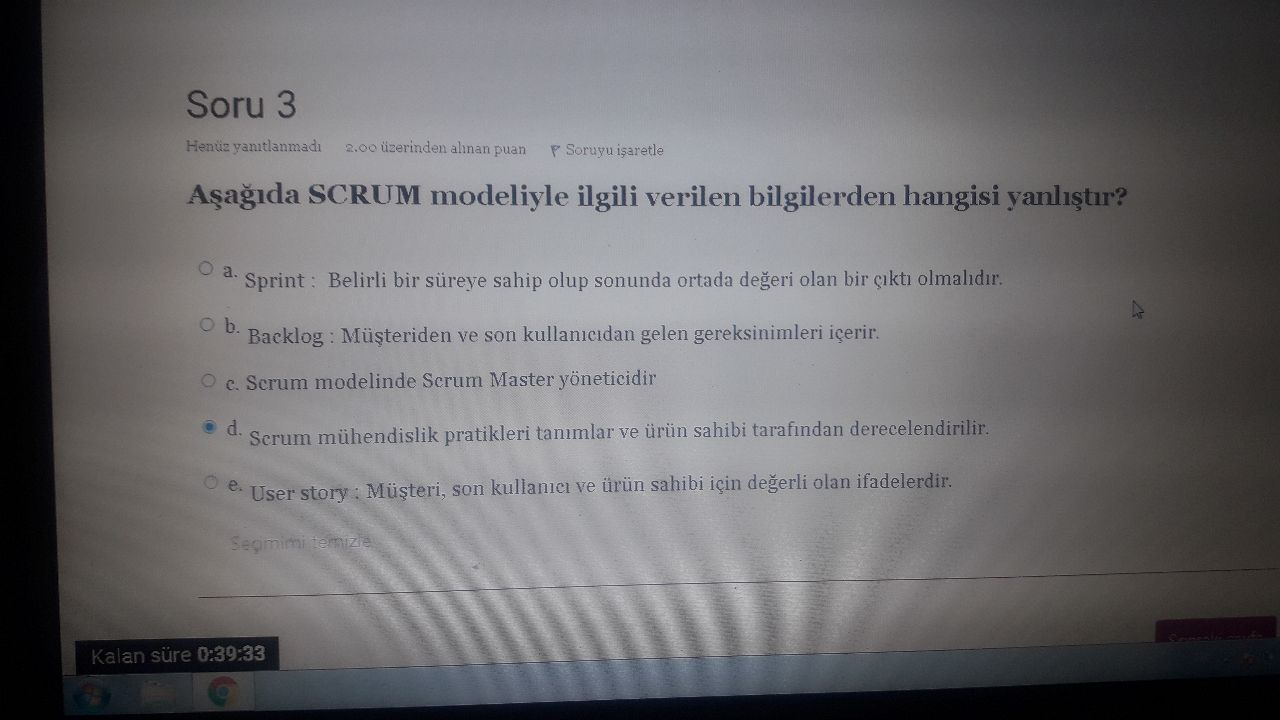 Soru 3
Henüz yanıtlanmadı 2.00 üzerinden alınan puan Soruyu işaretle
Aşağıda SCRUM modeliyle ilgili verilen bilgilerden hangisi yanlıştır?
a. Sprint : Belirli bir süreye sahip olup sonunda ortada değeri olan bir çıktı olmalıdır.
b. Backlog : Müşteriden ve son kullanıcıdan gelen gereksinimleri içerir.
c. Scrum modelinde Scrum Master yöneticidir
d. Scrum mühendislik pratikleri tanımlar ve ürün sahibi tarafından derecelendirilir.
e. User story : Müşteri, son kullanıcı ve ürün sahibi için değerli olan ifadelerdir.
Seçmimi temizle
Sonraki sayfa
Kalan süre 0:39:33